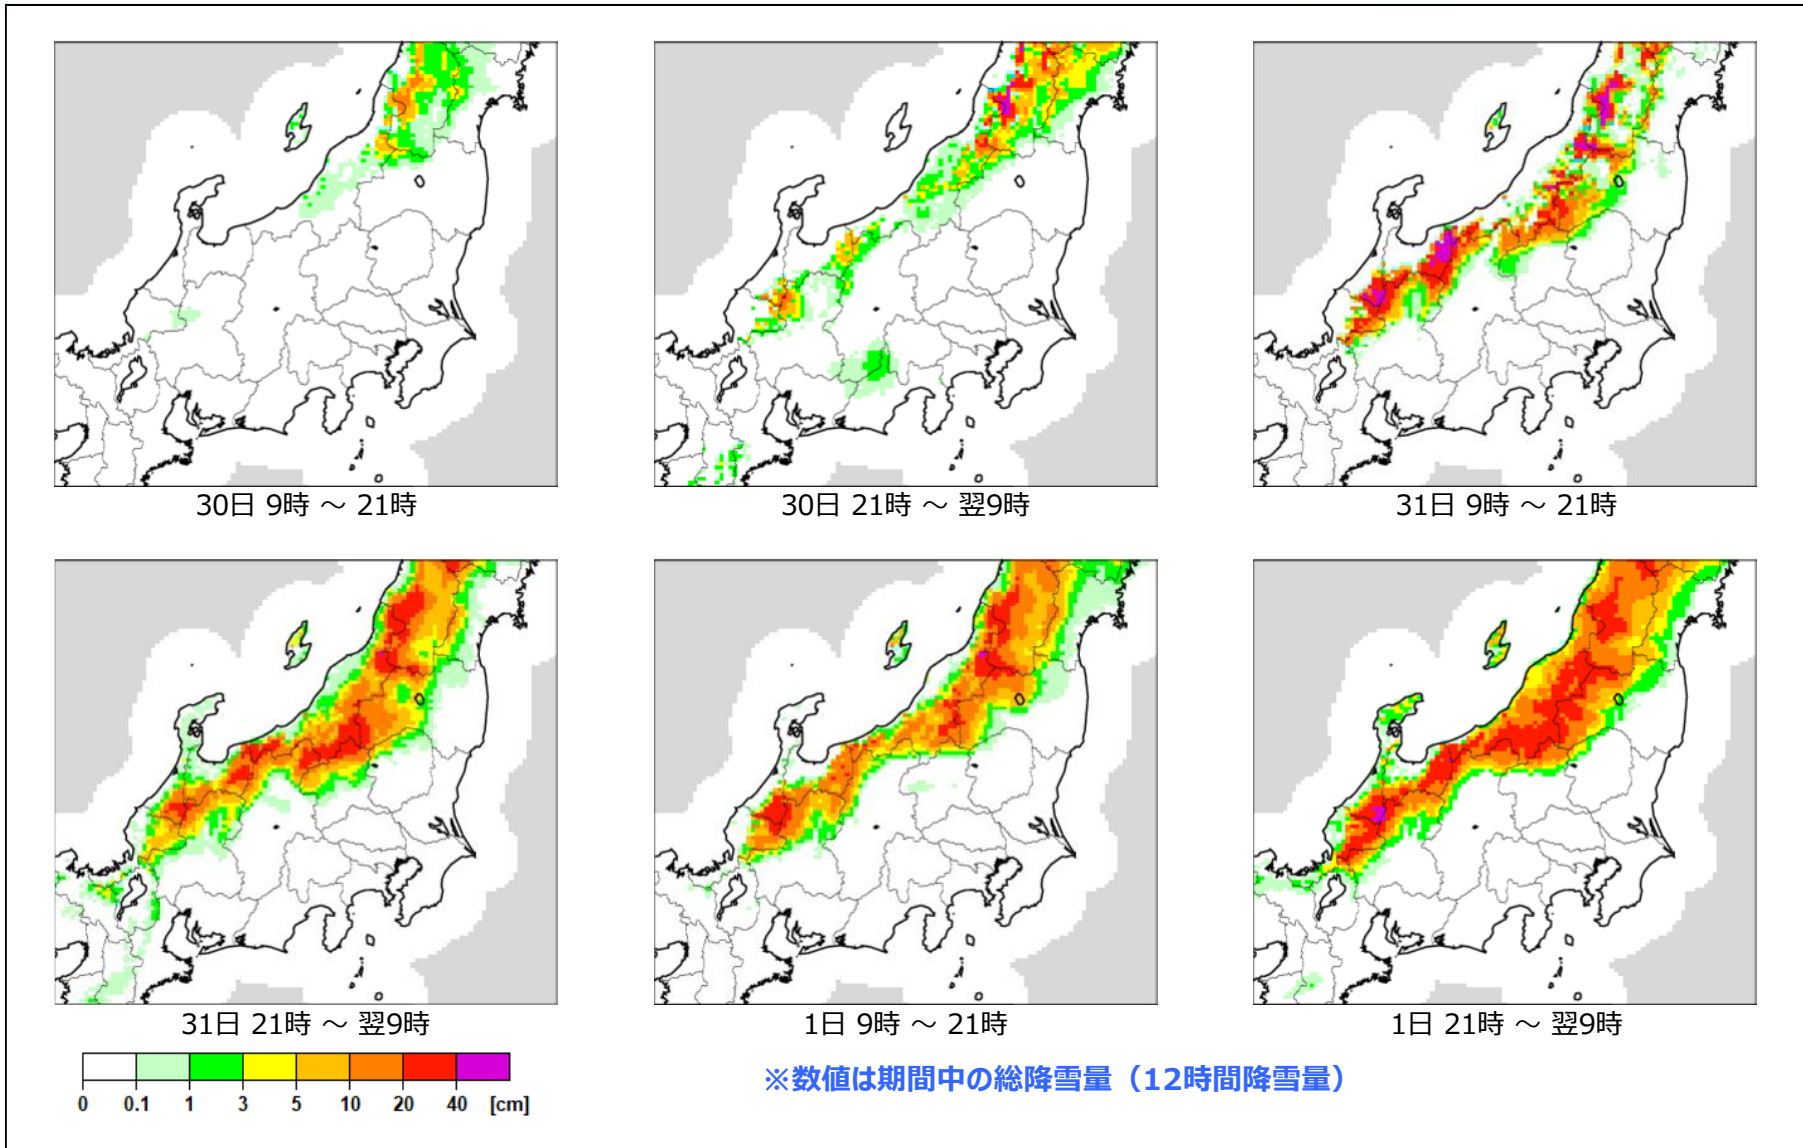 30日 9時 ～ 21時
30日 21時 ～ 翌9時
31日 9時 ～ 21時
31日 21時 ～ 翌9時
1日 9時 ～ 21時
1日 21時 ～ 翌9時
0 0.1 1 3 5 10 20 40 [cm]
※数値は期間中の総降雪量（12時間降雪量）